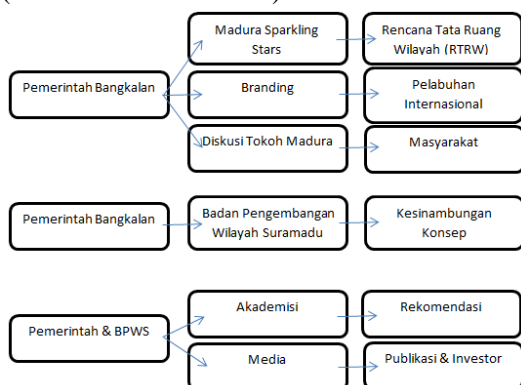 Madura Sparkling
Stars
Rencana Tata Ruang
Wilayah (RTRW)
Pemerintah Bangkalan
Branding
Pelabuhan
Internasional
Diskusi Tokoh Madura
Masyarakat
Pemerintah Bangkalan
Badan Pengembangan
Wilayah Suramadu
Kesinambungan
Konsep
Pemerintah & BPWS
Akademisi
Rekomendasi
Media
Publikasi & Investor